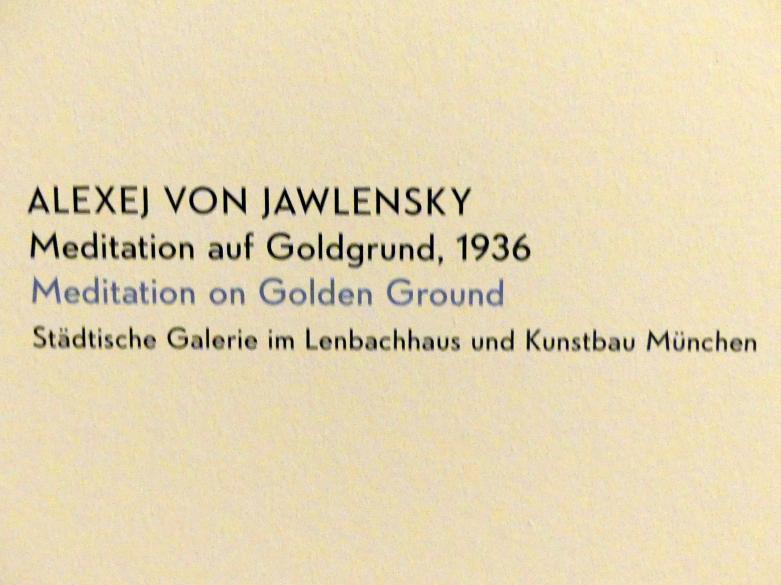 ALEXEJ VON JAWLENSKY
Meditation auf Goldgrund, 1936
Meditation on Golden Ground
Städtische Galerie im Lenbachhaus und Kunstbau München